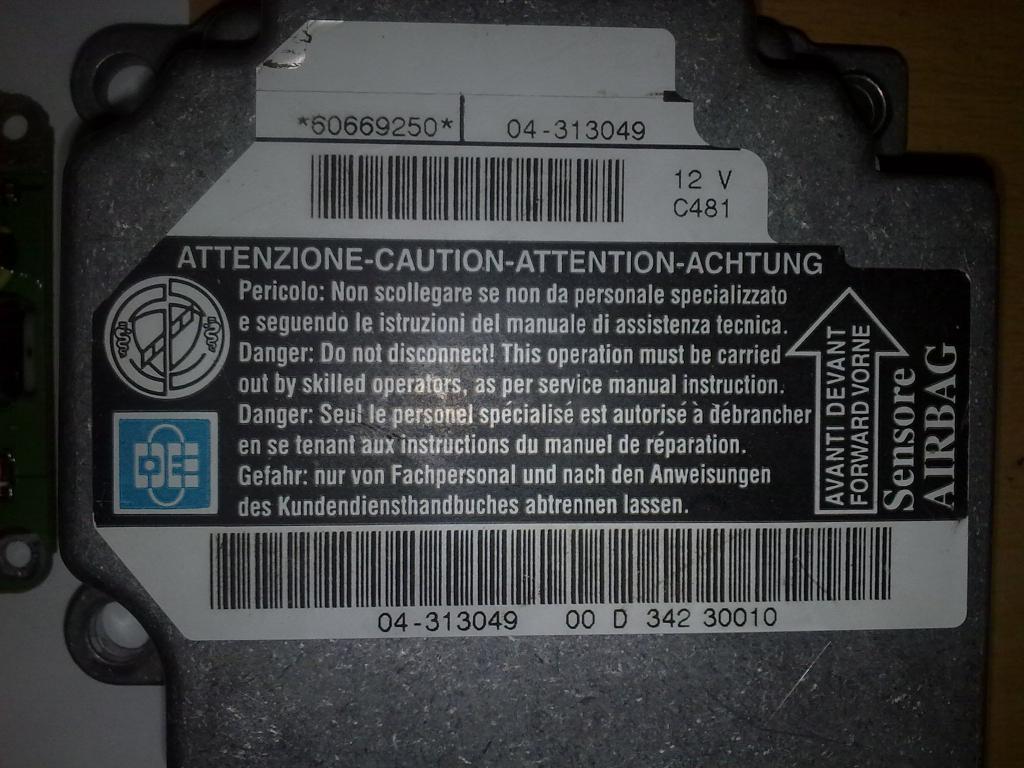 *60669250* 04-313049
12 V
C481
ATTENZIONE-CAUTION-ATTENTION-ACHTUNG
Pericolo: Non scollegare se non da personale specializzato
e seguendo le istruzioni del manuale di assistenza tecnica.
Danger: Do not disconnect! This operation must be carried
out by skilled operators, as per service manual instruction.
Danger: Seul le personel spécialisé est autorisé à débrancher
en se tenant aux instructions du manuel de réparation.
Gefahr: nur von Fachpersonal und nach den Anweisungen
des Kundendiensthandbuches abtrennen lassen.
AVANTI DEVANT
FORWARD VORNE
Sensore
AIRBAG
04-313049 00 D 342 30010